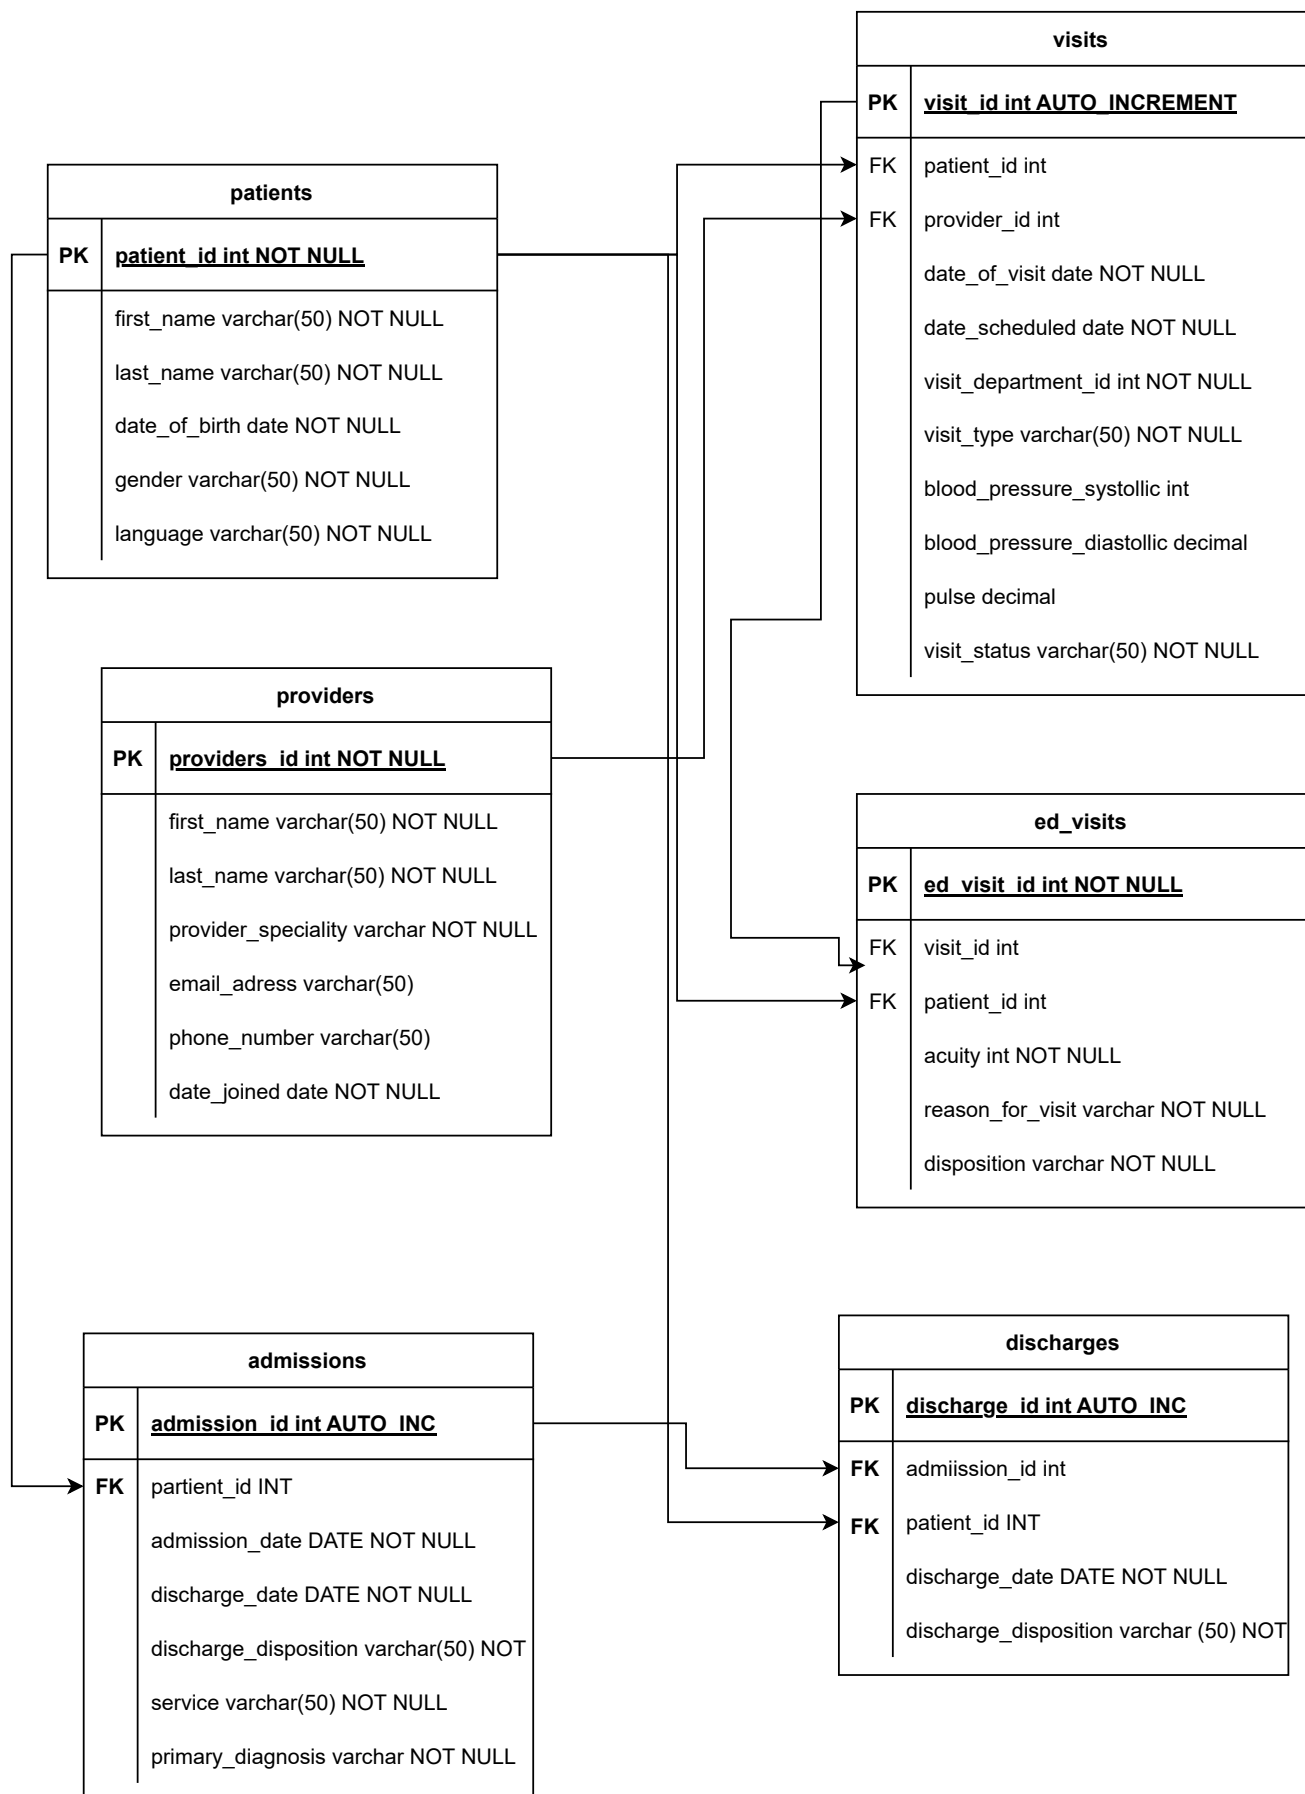 visits
PK visit_id int AUTO_INCREMENT
FK patient_id int
FK provider_id int
date_of_visit date NOT NULL
date_scheduled date NOT NULL
visit_department_id int NOT NULL
visit_type varchar(50) NOT NULL
blood_pressure_systollic int
blood_pressure_diastollic decimal
pulse decimal
visit_status varchar(50) NOT NULL
patients
PK patient_id int NOT NULL
first_name varchar(50) NOT NULL
last_name varchar(50) NOT NULL
date_of_birth date NOT NULL
gender varchar(50) NOT NULL
language varchar(50) NOT NULL
providers
PK providers_id int NOT NULL
first_name varchar(50) NOT NULL
last_name varchar(50) NOT NULL
provider_speciality varchar NOT NULL
email_adress varchar(50)
phone_number varchar(50)
date_joined date NOT NULL
ed_visits
PK ed_visit_id int NOT NULL
FK visit_id int
FK patient_id int
acuity int NOT NULL
reason_for_visit varchar NOT NULL
disposition varchar NOT NULL
admissions
PK admission_id int AUTO_INC
FK partient_id INT
admission_date DATE NOT NULL
discharge_date DATE NOT NULL
discharge_disposition varchar(50) NOT
service varchar(50) NOT NULL
primary_diagnosis varchar NOT NULL
discharges
PK discharge_id int AUTO_INC
FK admiission_id int
FK patient_id INT
discharge_date DATE NOT NULL
discharge_disposition varchar (50) NOT